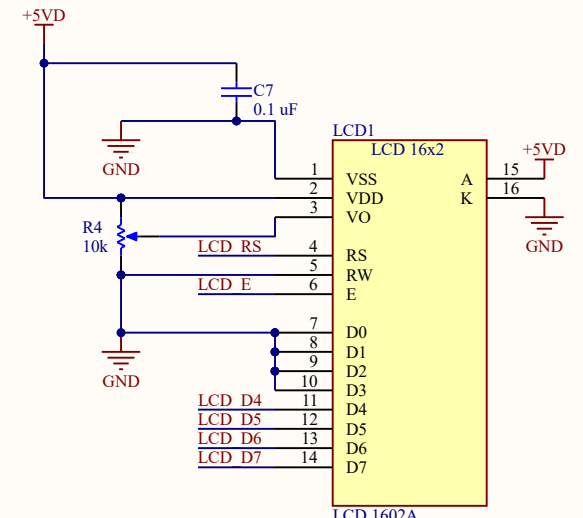 +5VD
C7
0.1 uF
GND
LCD1
LCD 16x2
+5VD
1 VSS
2 VDD
3 VO
A 15
K 16
GND
R4
10k
LCD_RS 4 RS
5 RW
LCD_E 6 E
7 D0
8 D1
9 D2
10 D3
GND
LCD_D4 11 D4
LCD_D5 12 D5
LCD_D6 13 D6
LCD_D7 14 D7
LCD 1602A